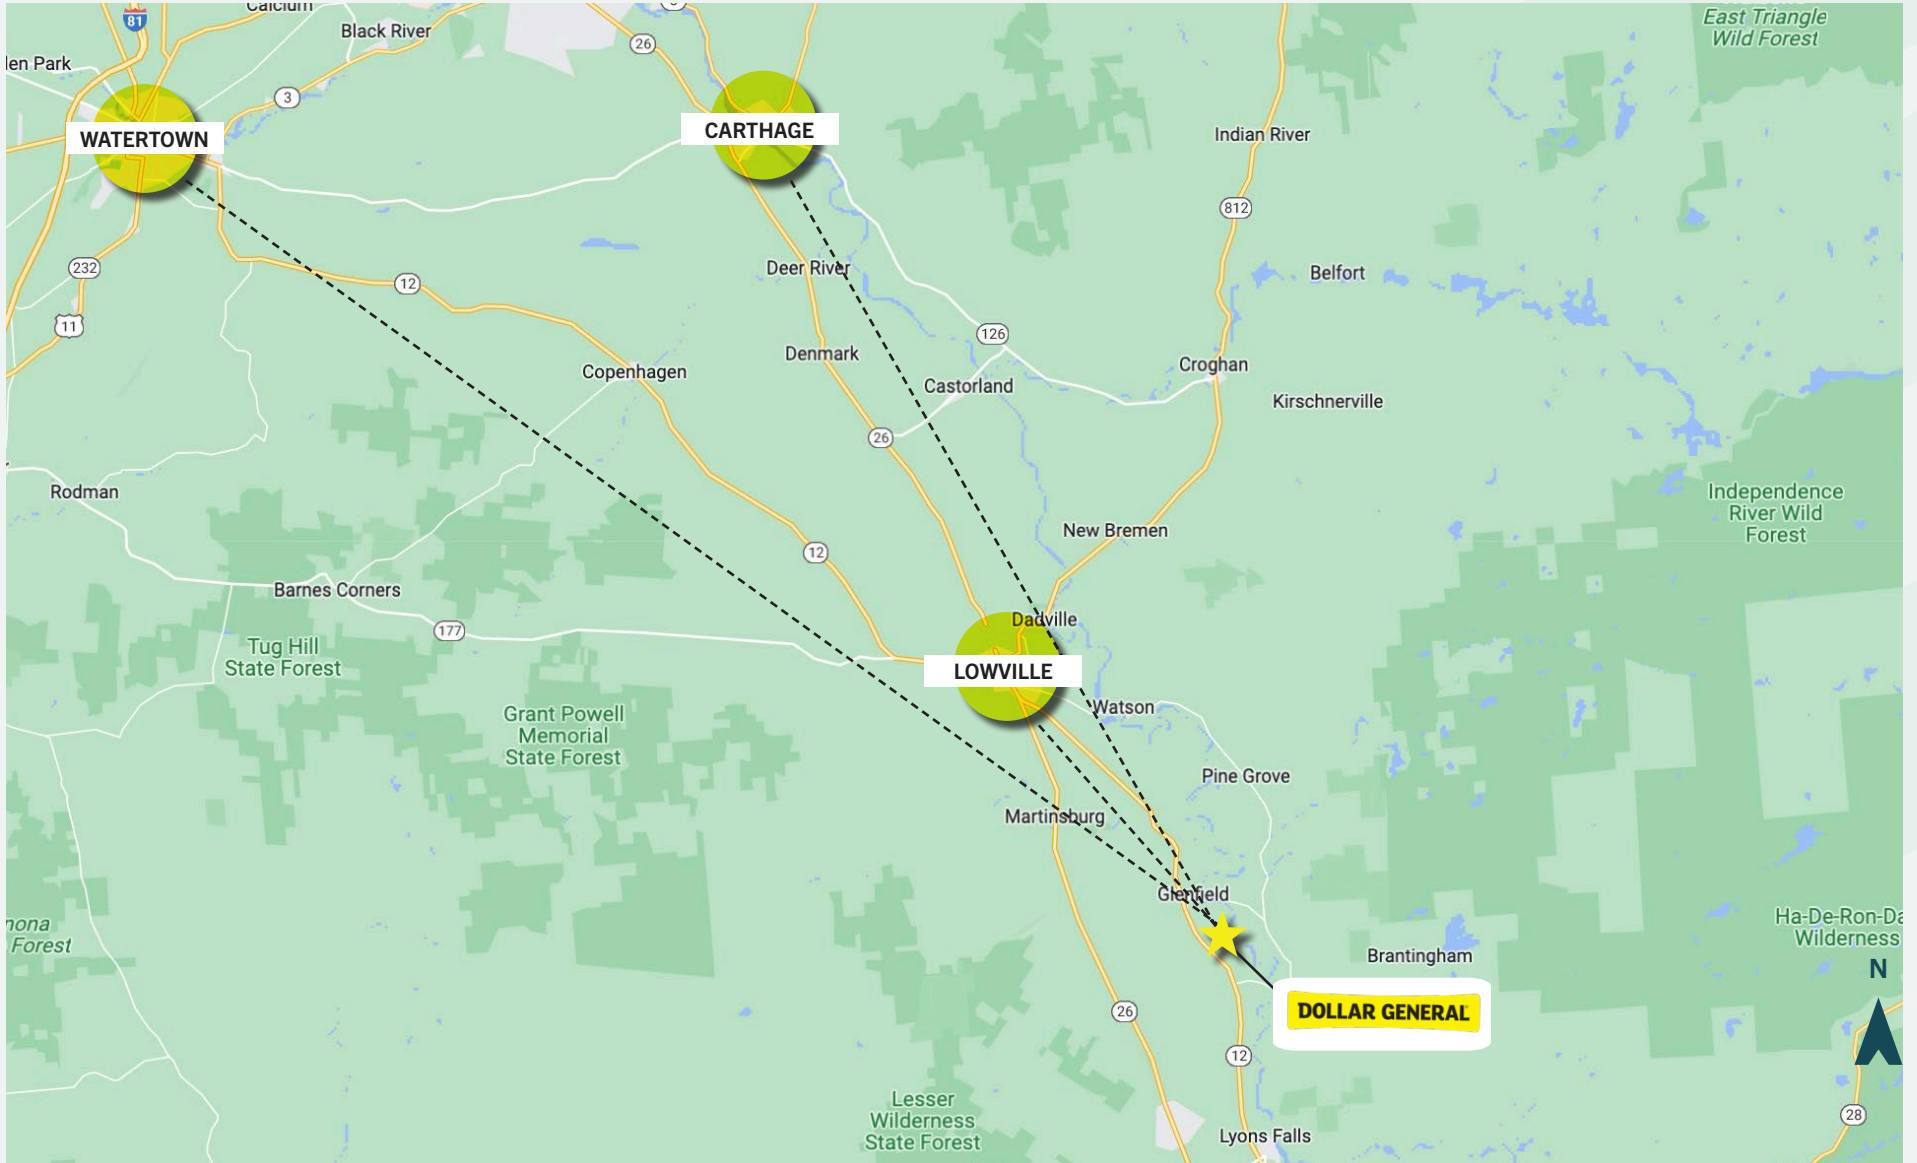 Calcium
81
East Triangle
Wild Forest
Black River
26
len Park
3
WATERTOWN
CARTHAGE
Indian River
812
232
12
Deer River
Belfort
11
126
Denmark
Copenhagen
Castorland
Croghan
Kirschnerville
26
Rodman
Independence
River Wild
Forest
New Bremen
12
Barnes Corners
Dadville
177
Tug Hill
State Forest
LOWVILLE
Grant Powell
Memorial
State Forest
Watson
Pine Grove
Martinsburg
Glenfield
nona
Forest
Ha-De-Ron-Da
Wilderness
Brantingham
N
DOLLAR GENERAL
26
12
Lesser
Wilderness
State Forest
28
Lyons Falls